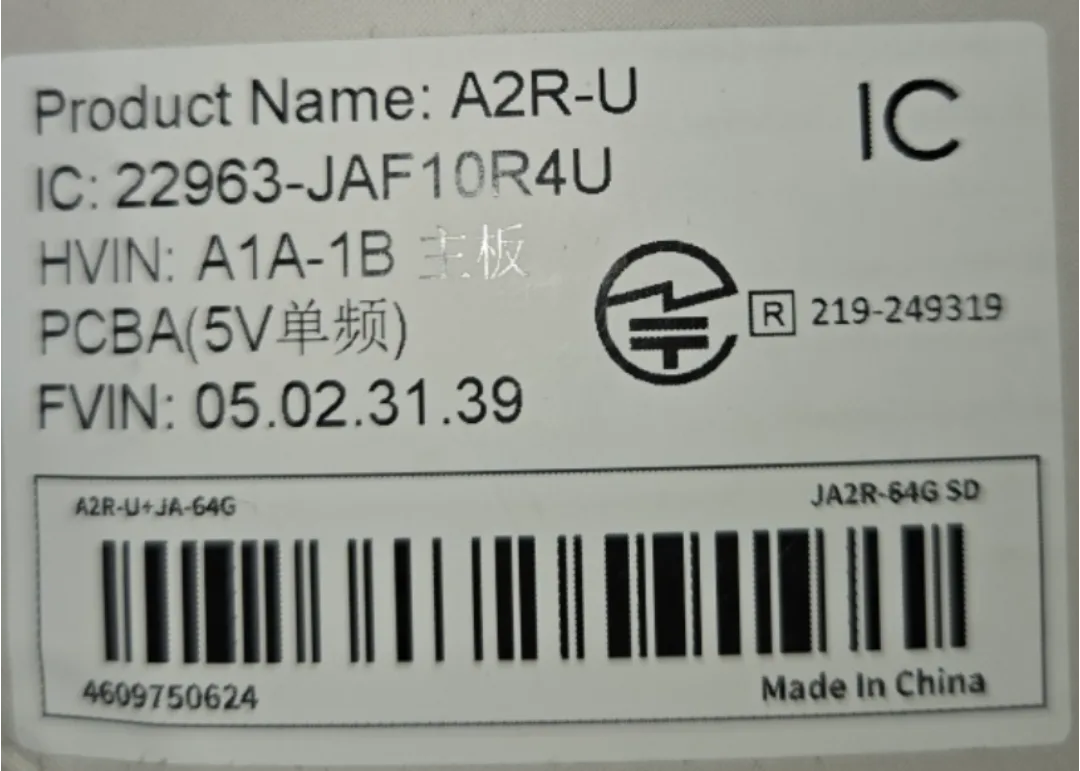 Product Name: A2R-U
IC
IC: 22963-JAF10R4U
HVIN: A1A-1B 主板
PCBA(5V单频)
R 219-249319
FVIN: 05.02.31.39
A2R-U+JA-64G
JA2R-64G SD
4609750624
Made In China